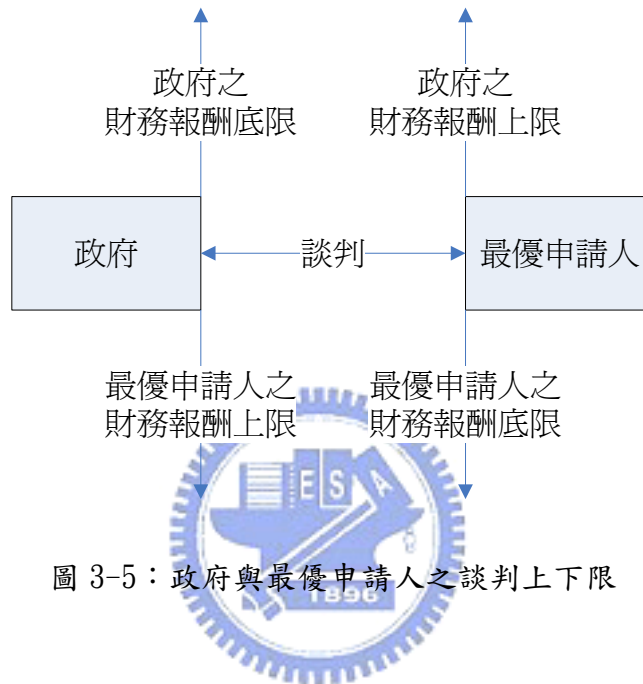 政府之
財務報酬底限
政府之
財務報酬上限
政府
談判
最優申請人
最優申請人之
財務報酬上限
最優申請人之
財務報酬底限
ESA
圖 3-5：政府與最優申請人之談判上下限
1896